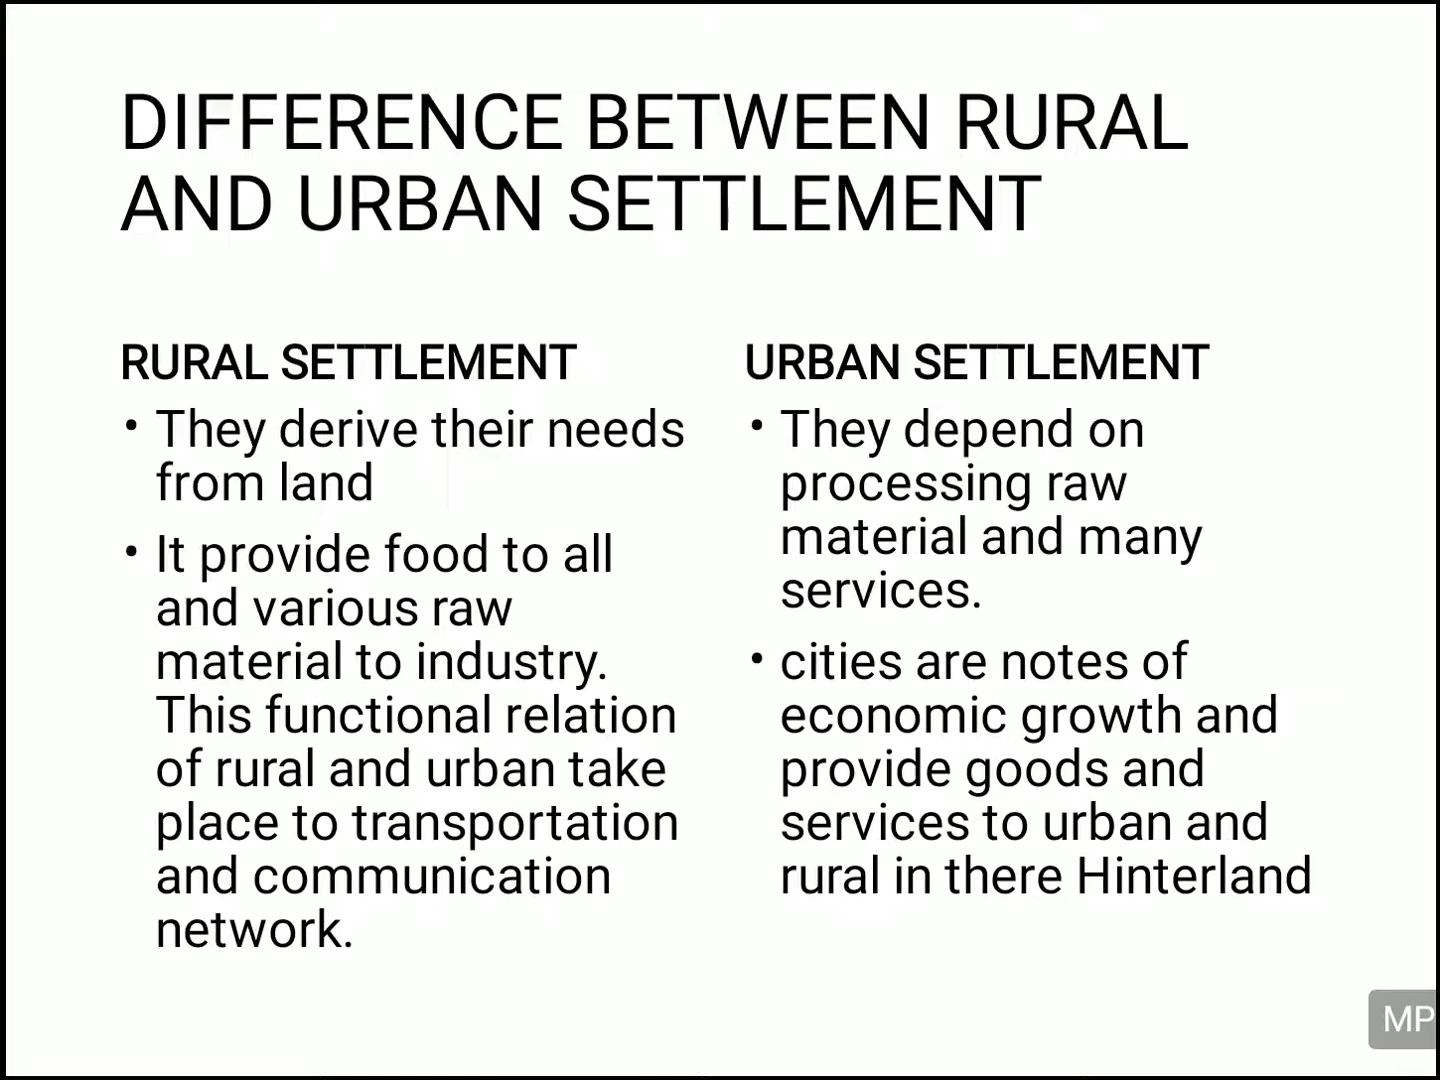 DIFFERENCE BETWEEN RURAL
AND URBAN SETTLEMENT
RURAL SETTLEMENT
• They derive their needs
from land
• It provide food to all
and various raw
material to industry.
This functional relation
of rural and urban take
place to transportation
and communication
network.
URBAN SETTLEMENT
• They depend on
processing raw
material and many
services.
• cities are notes of
economic growth and
provide goods and
services to urban and
rural in there Hinterland
MP